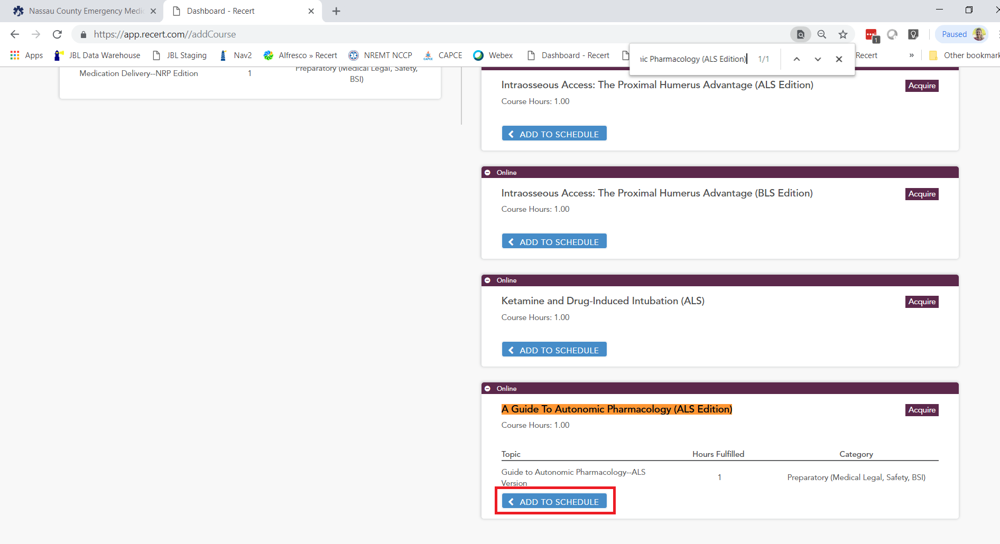 Nassau County Emergency Medic
Dashboard - Recert
https://app.recert.com//addCourse
1
Paused
Apps
JBL Data Warehouse
JBL Staging
Nav2
Alfresco » Recert
NREMT NCCP
CAPCE
CAPCE
Webex
Dashboard - Recert
Recert
»
Other bookmark
nic Pharmacology (ALS Edition)
1/1
Medication Delivery--NRP Edition
1
Preparatory (Medical Legal, Safety,
BSI)
Intraosseous Access: The Proximal Humerus Advantage (ALS Edition)
Acquire
Course Hours: 1.00
ADD TO SCHEDULE
Online
Intraosseous Access: The Proximal Humerus Advantage (BLS Edition)
Acquire
Course Hours: 1.00
ADD TO SCHEDULE
Online
Ketamine and Drug-Induced Intubation (ALS)
Acquire
Course Hours: 1.00
ADD TO SCHEDULE
Online
A Guide To Autonomic Pharmacology (ALS Edition)
Acquire
Course Hours: 1.00
Topic
Hours Fulfilled
Category
Guide to Autonomic Pharmacology--ALS
Version
1
Preparatory (Medical Legal, Safety, BSI)
ADD TO SCHEDULE